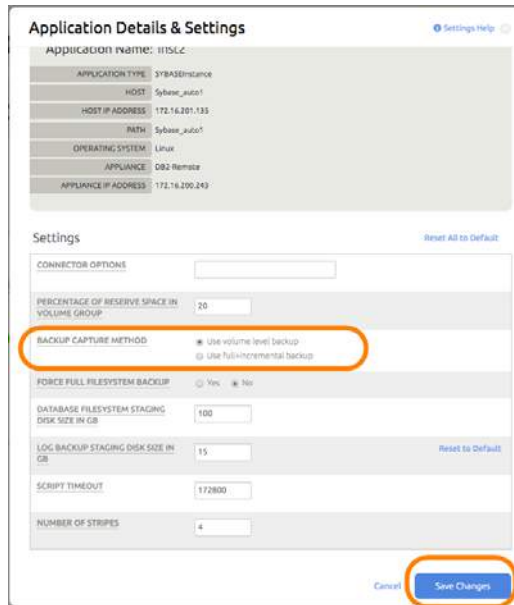 Application Details & Settings
Settings Help
Application Name: inst2
APPLICATION TYPE SYBASEInstance
HOST Sybase_auto1
HOST IP ADDRESS 172.16.201.135
PATH Sybase_auto1
OPERATING SYSTEM Linux
APPLIANCE DB2-Remote
APPLIANCE IP ADDRESS 172.16.200.243
Settings
Reset All to Default
CONNECTOR OPTIONS
PERCENTAGE OF RESERVE SPACE IN
VOLUME GROUP
20
BACKUP CAPTURE METHOD
Use volume level backup
Use full+incremental backup
FORCE FULL FILESYSTEM BACKUP
Yes No
DATABASE FILESYSTEM STAGING
DISK SIZE IN GB
100
LOG BACKUP STAGING DISK SIZE IN
GB
15
Reset to Default
SCRIPT TIMEOUT
172800
NUMBER OF STRIPES
4
Cancel
Save Changes